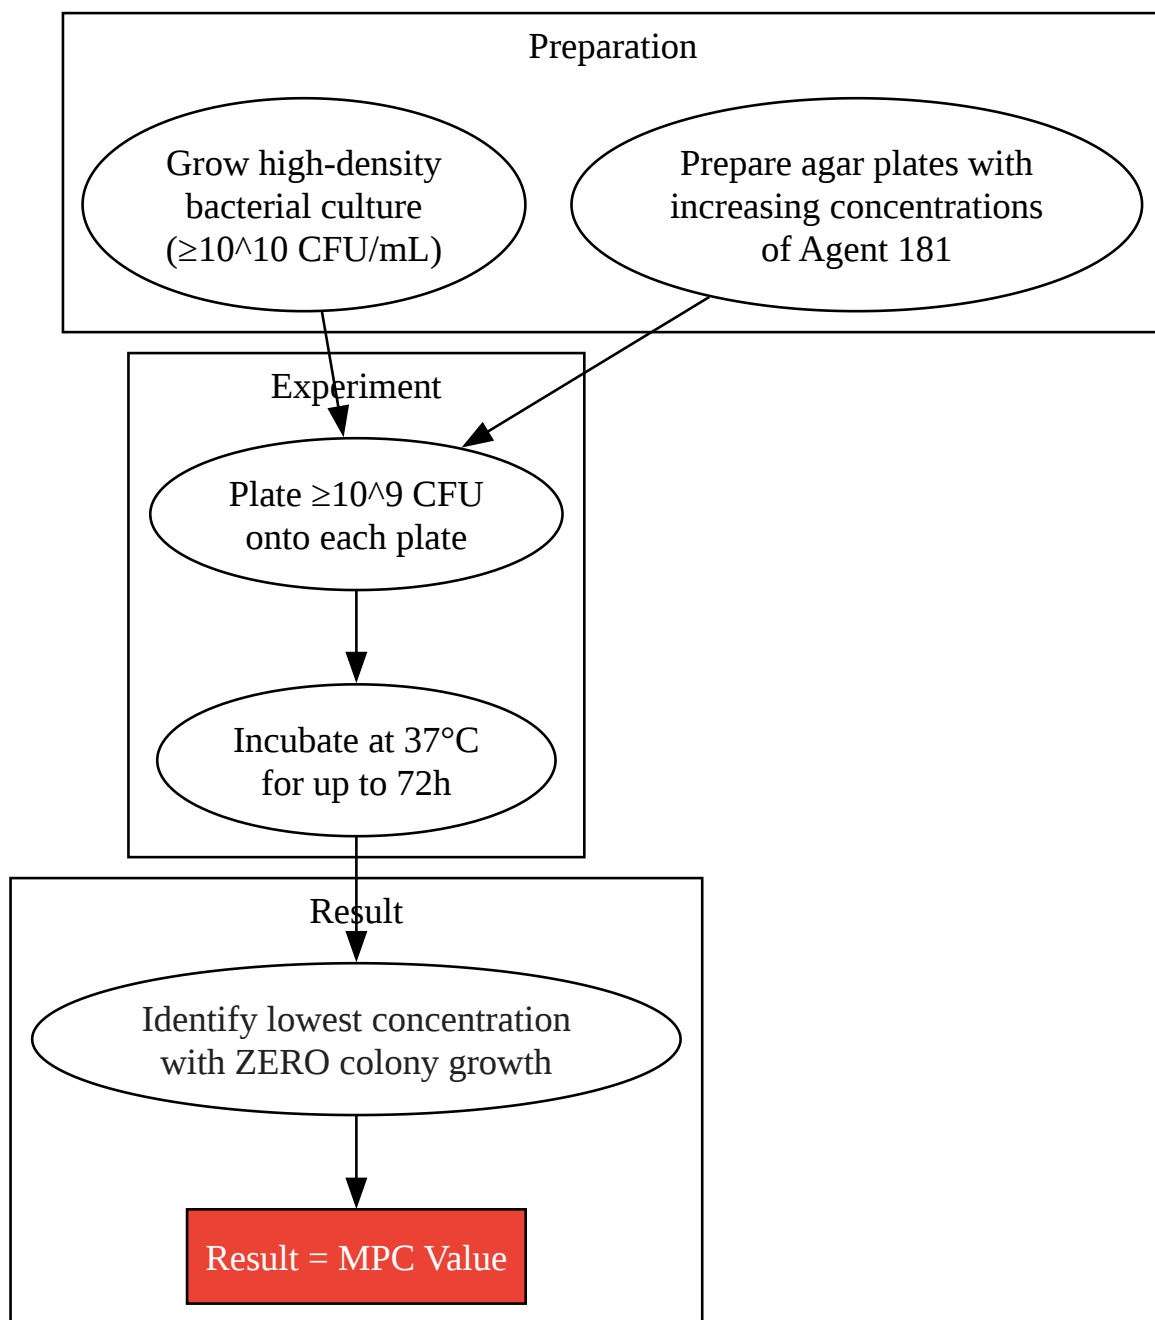 Preparation
Grow high-density
bacterial culture
(≥10^10 CFU/mL)
Prepare agar plates with
increasing concentrations
of Agent 181
Experiment
Plate ≥10^9 CFU
onto each plate
Incubate at 37°C
for up to 72h
Result
Identify lowest concentration
with ZERO colony growth
Result = MPC Value